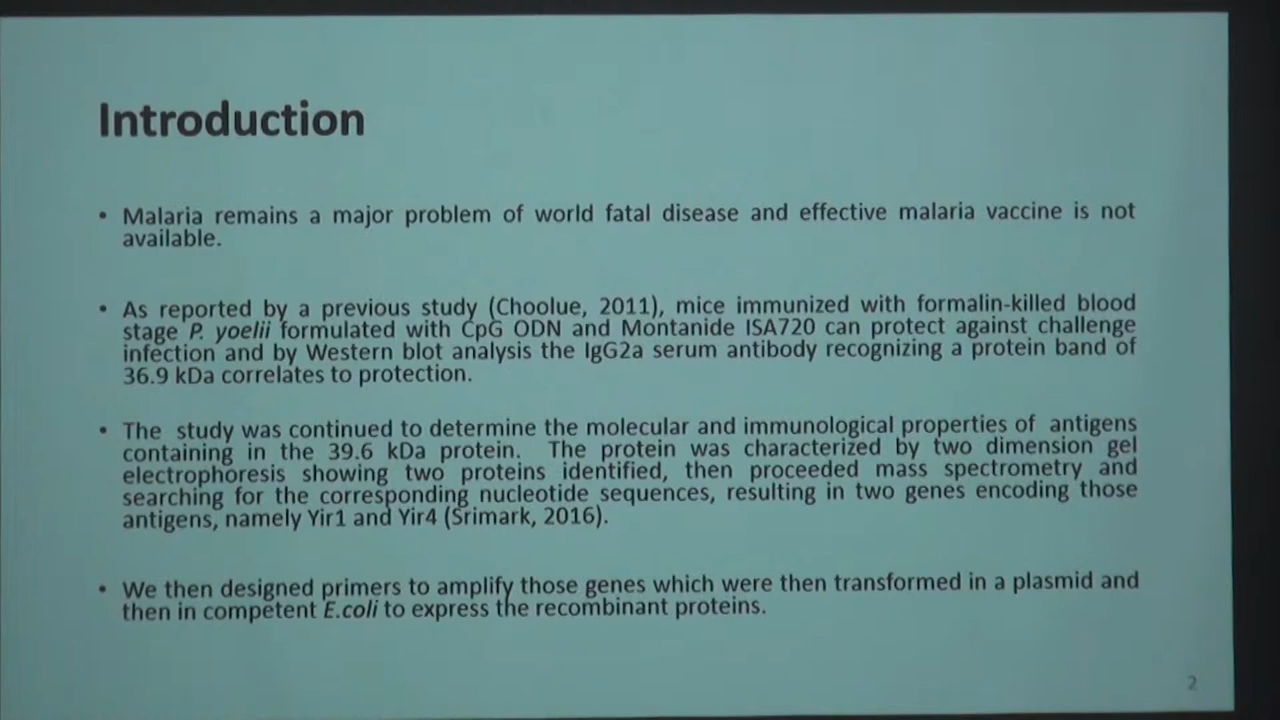 Introduction
• Malaria remains a major problem of world fatal disease and effective malaria vaccine is not
available.
• As reported by a previous study (Choolue, 2011), mice immunized with formalin-killed blood
stage P. yoelii formulated with CpG ODN and Montanide ISA720 can protect against challenge
infection and by Western blot analysis the IgG2a serum antibody recognizing a protein band of
36.9 kDa correlates to protection.
• The study was continued to determine the molecular and immunological properties of antigens
containing in the 39.6 kDa protein. The protein was characterized by two dimension gel
electrophoresis showing two proteins identified, then proceeded mass spectrometry and
searching for the corresponding nucleotide sequences, resulting in two genes encoding those
antigens, namely Yir1 and Yir4 (Srimark, 2016).
• We then designed primers to amplify those genes which were then transformed in a plasmid and
then in competent E.coli to express the recombinant proteins.
2